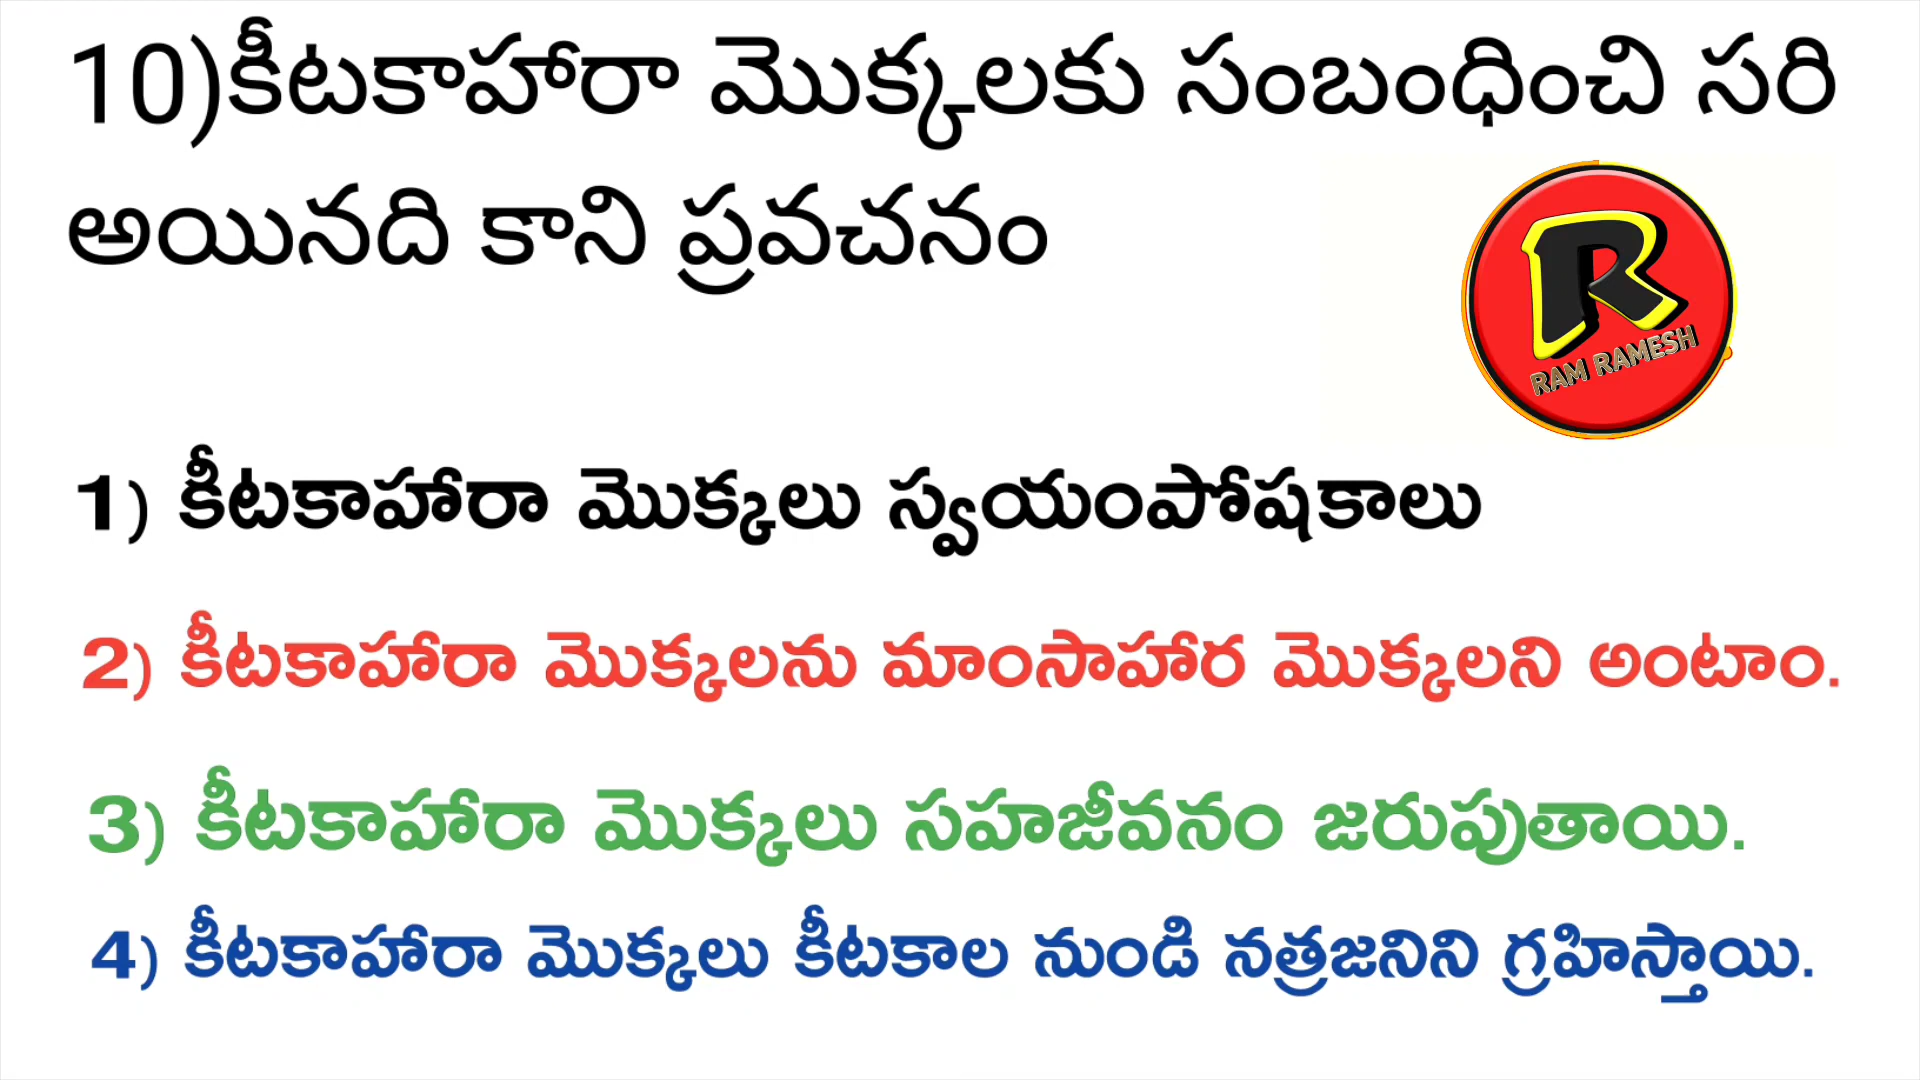 10)కీటకాహారా మొక్కలకు సంబంధించి సరి
అయినది కాని ప్రవచనం
R
RAM RAMESH
1) కీటకాహారా మొక్కలు స్వయంపోషకాలు
2) కీటకాహారా మొక్కలను మాంసాహార మొక్కలని అంటాం.
3) కీటకాహారా మొక్కలు సహజీవనం జరుపుతాయి.
4) కీటకాహారా మొక్కలు కీటకాల నుండి నత్రజనిని గ్రహిస్తాయి.